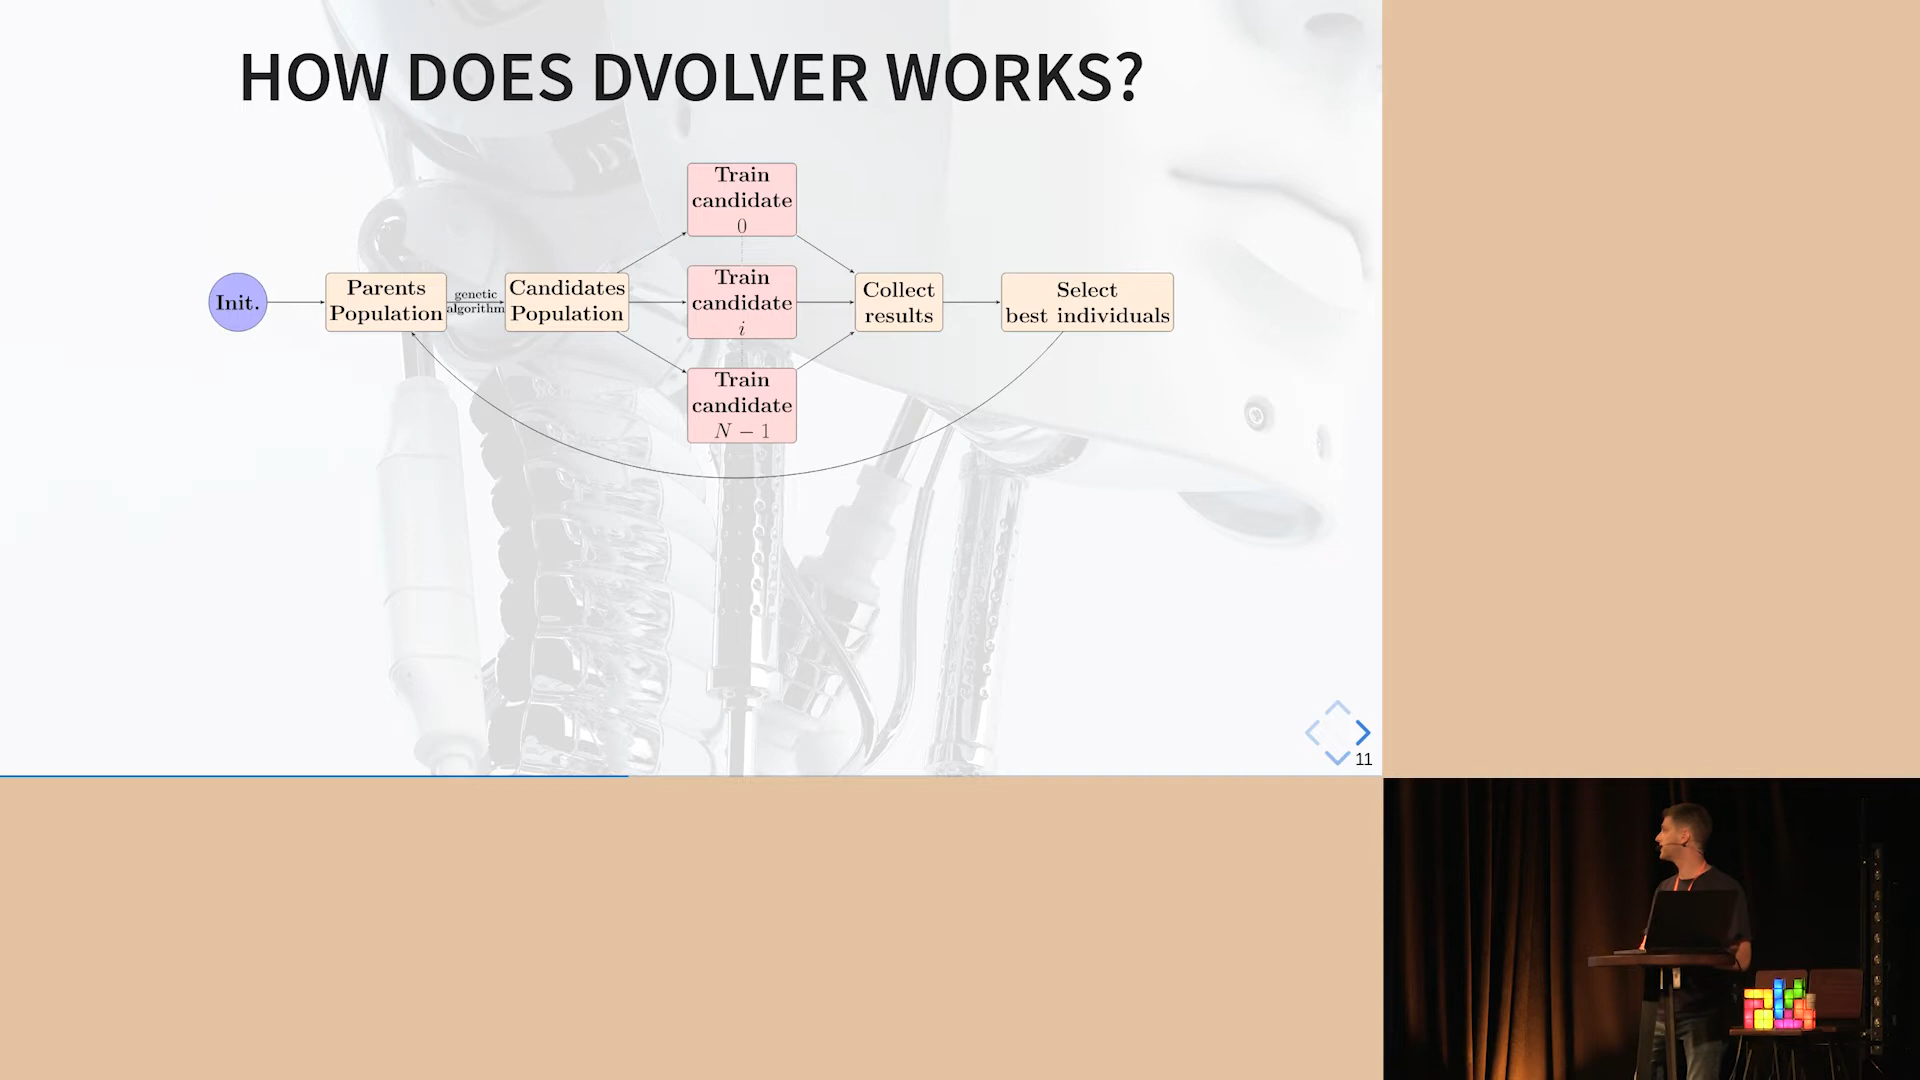 HOW DOES DVOLVER WORKS?
Init.
Parents
Population
genetic
algorithm
Candidates
Population
Train
candidate
0
Train
candidate
i
Train
candidate
N − 1
Collect
results
Select
best individuals
11